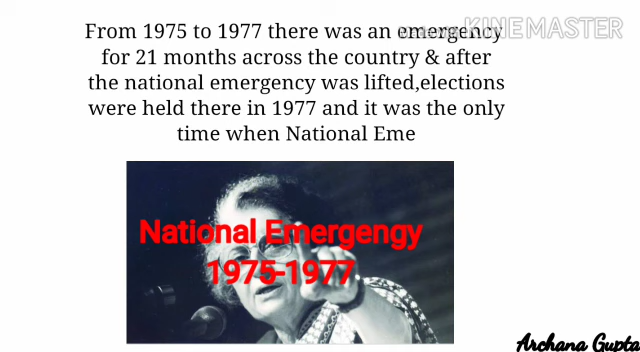 From 1975 to 1977 there was an emergency
for 21 months across the country & after
the national emergency was lifted,elections
were held there in 1977 and it was the only
time when National Eme
National Emergengy
1975-1977
Archana Gupta
KINEMASTER